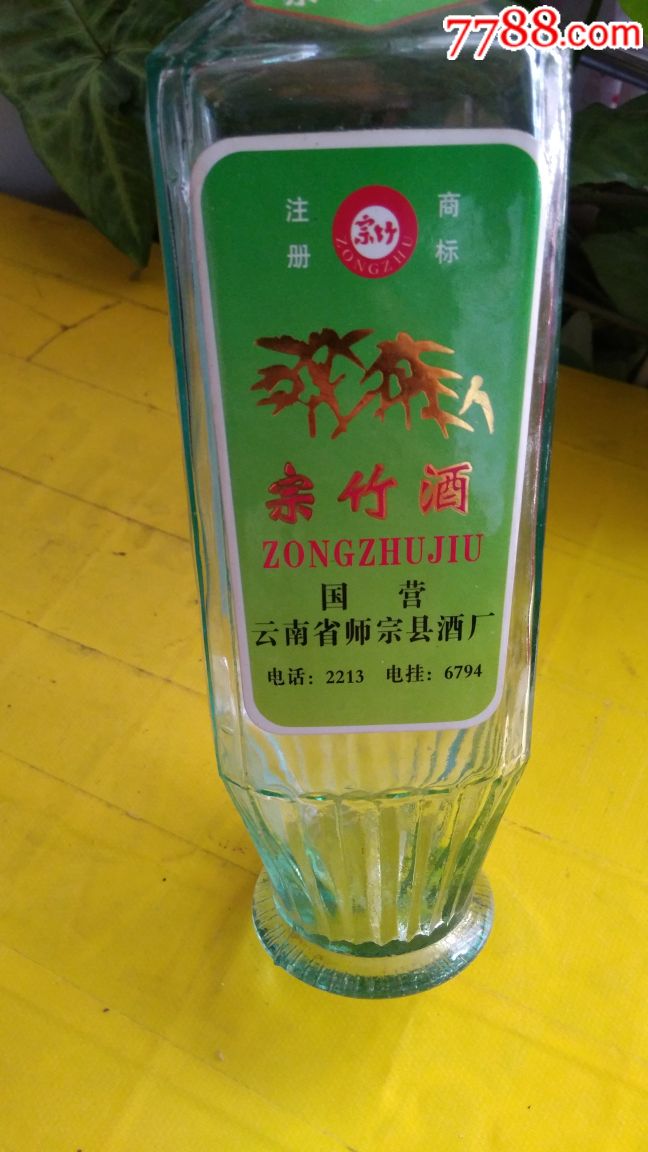 7788.com
注册
宗竹
ZONGZHU
商标
宗竹酒
ZONGZHUJIU
国 营
云南省师宗县酒厂
电话：2213 电挂：6794